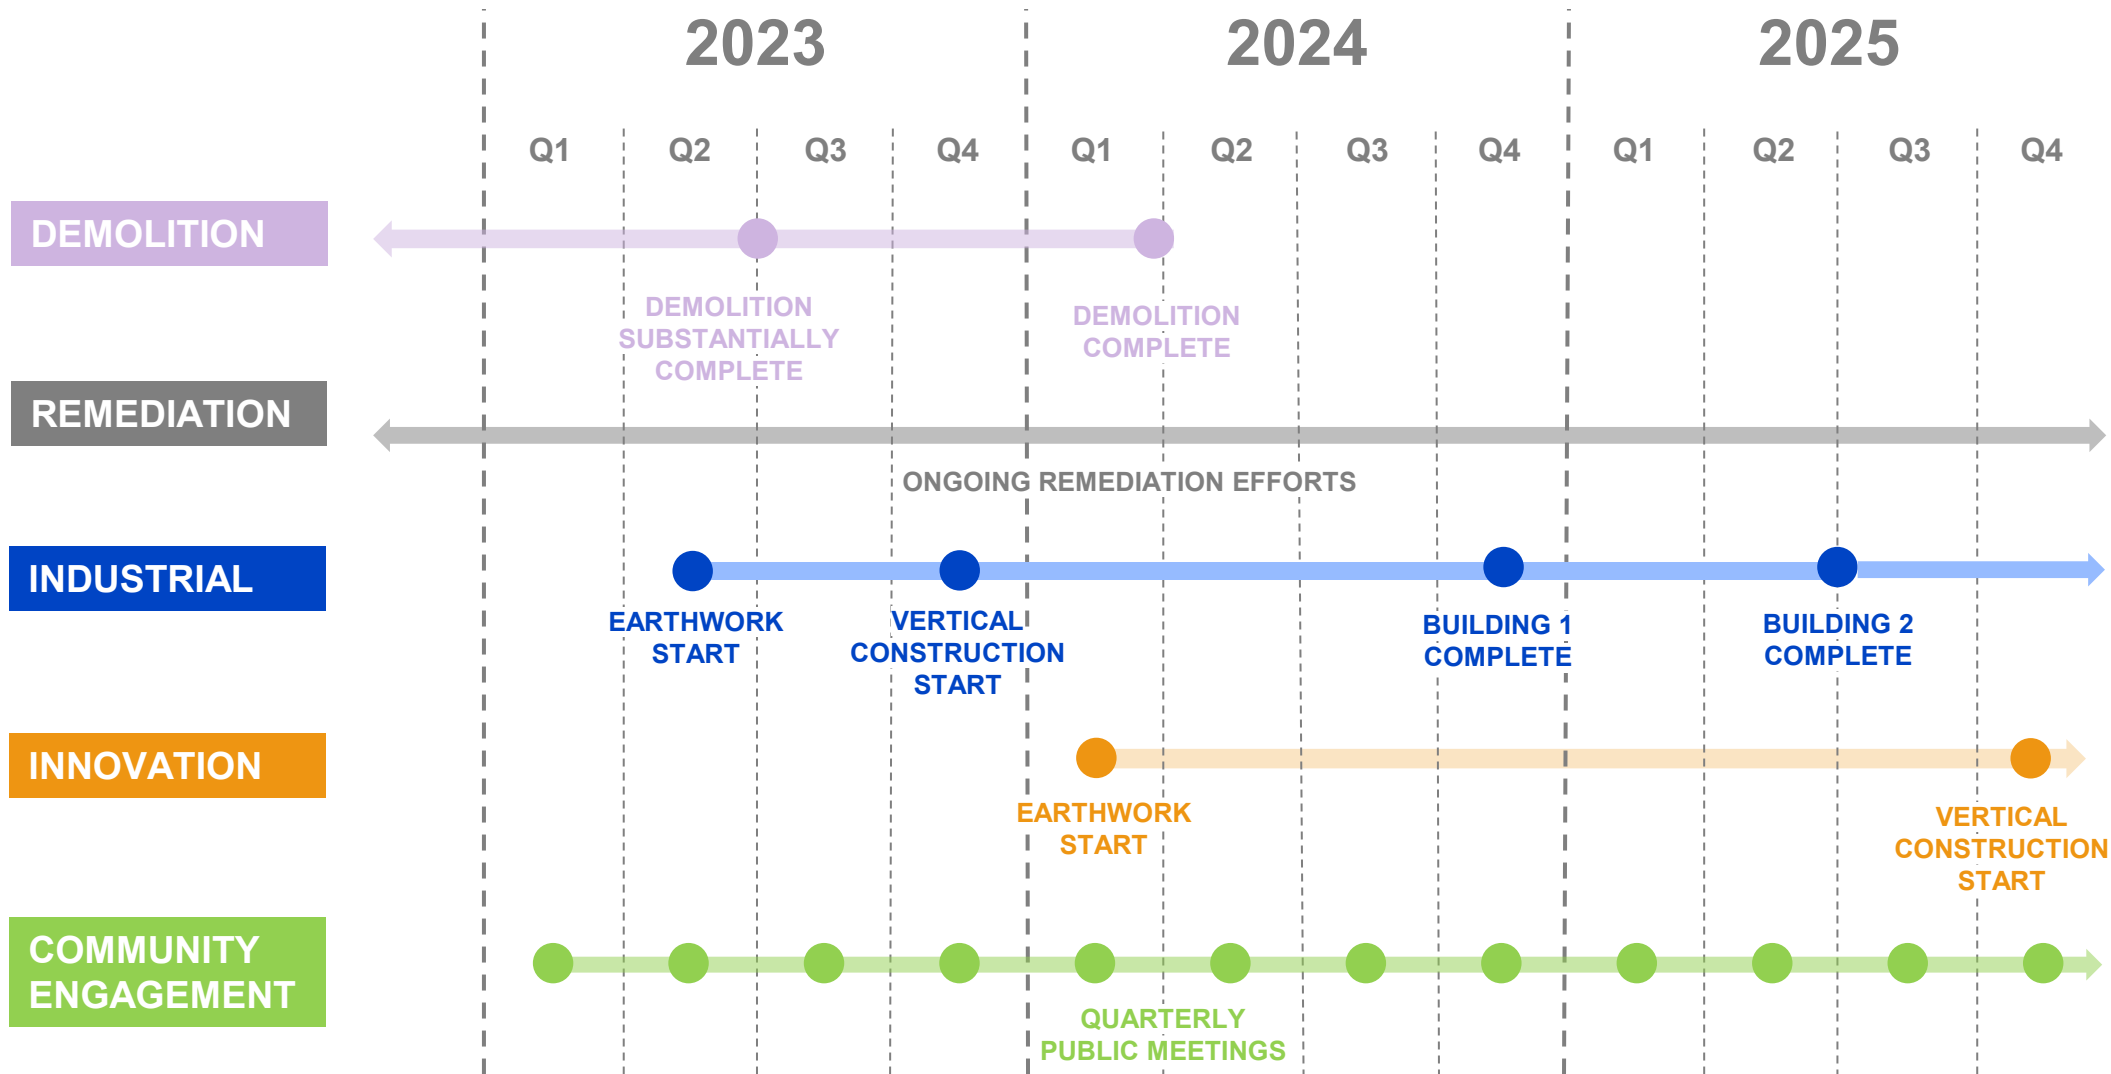 2023
2024
2025
Q1
Q2
Q3
Q4
Q1
Q2
Q3
Q4
Q1
Q2
Q3
Q4
DEMOLITION
DEMOLITION
SUBSTANTIALLY
COMPLETE
DEMOLITION
COMPLETE
REMEDIATION
ONGOING REMEDIATION EFFORTS
INDUSTRIAL
EARTHWORK
START
VERTICAL
CONSTRUCTION
START
BUILDING 1
COMPLETE
BUILDING 2
COMPLETE
INNOVATION
EARTHWORK
START
VERTICAL
CONSTRUCTION
START
COMMUNITY
ENGAGEMENT
QUARTERLY
PUBLIC MEETINGS